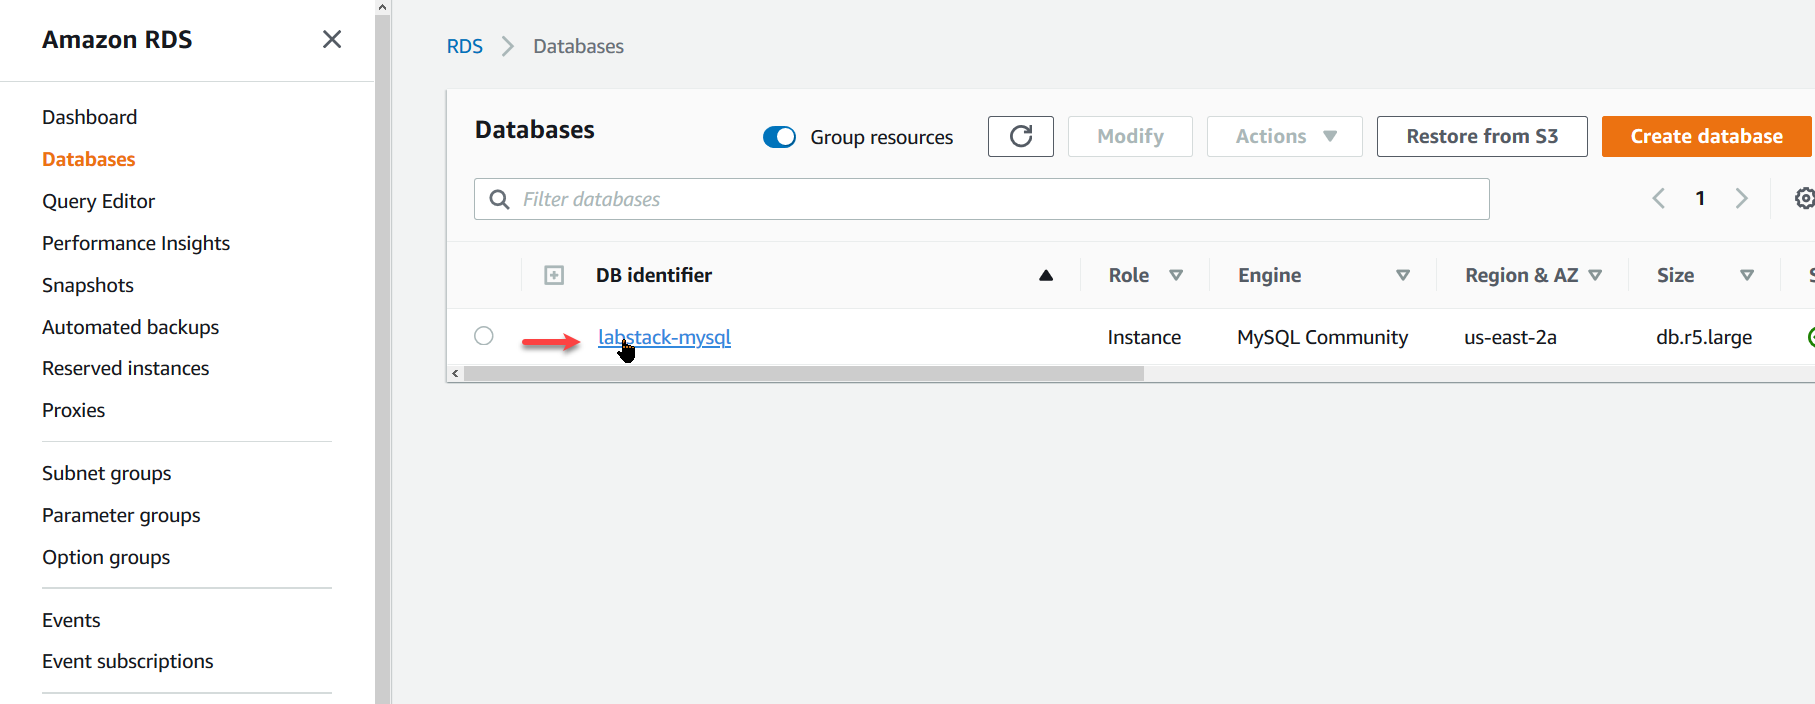 Amazon RDS
Dashboard
Databases
Query Editor
Performance Insights
Snapshots
Automated backups
Reserved instances
Proxies
Subnet groups
Parameter groups
Option groups
Events
Event subscriptions
RDS > Databases
Databases
Group resources
Modify
Actions
Restore from S3
Create database
Filter databases
1
DB identifier
Role
Engine
Region & AZ
Size
labstack-mysql
Instance
MySQL Community
us-east-2a
db.r5.large